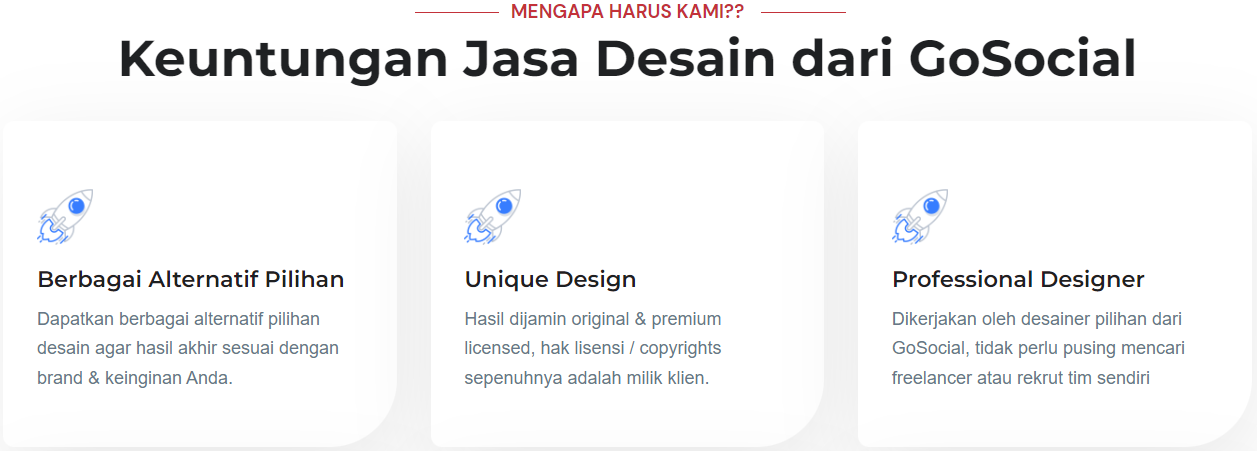 MENGAPA HARUS KAMI??
Keuntungan Jasa Desain dari GoSocial
Berbagai Alternatif Pilihan
Dapatkan berbagai alternatif pilihan
desain agar hasil akhir sesuai dengan
brand & keinginan Anda.
Unique Design
Hasil dijamin original & premium
licensed, hak lisensi / copyrights
sepenuhnya adalah milik klien.
Professional Designer
Dikerjakan oleh desainer pilihan dari
GoSocial, tidak perlu pusing mencari
freelancer atau rekrut tim sendiri